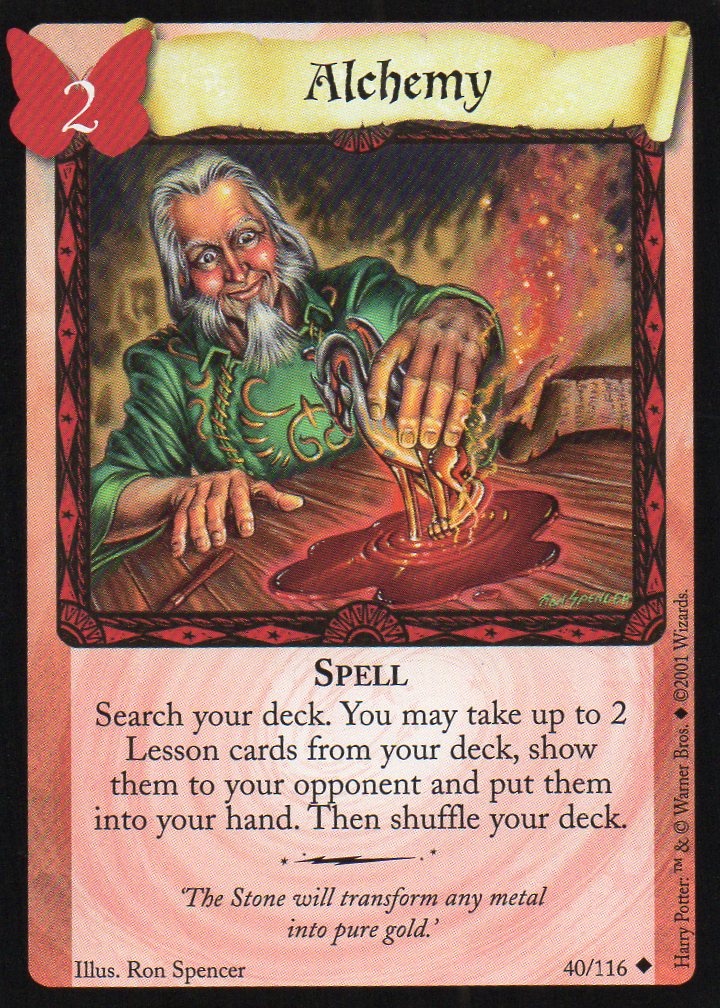 2
Alchemy
RON SPENCER
SPELL
Search your deck. You may take up to 2
Lesson cards from your deck, show
them to your opponent and put them
into your hand. Then shuffle your deck.
‘The Stone will transform any metal
into pure gold.’
Illus. Ron Spencer
40/116 ◆
Harry Potter: ™ & © Warner Bros. ◆ ©2001 Wizards.